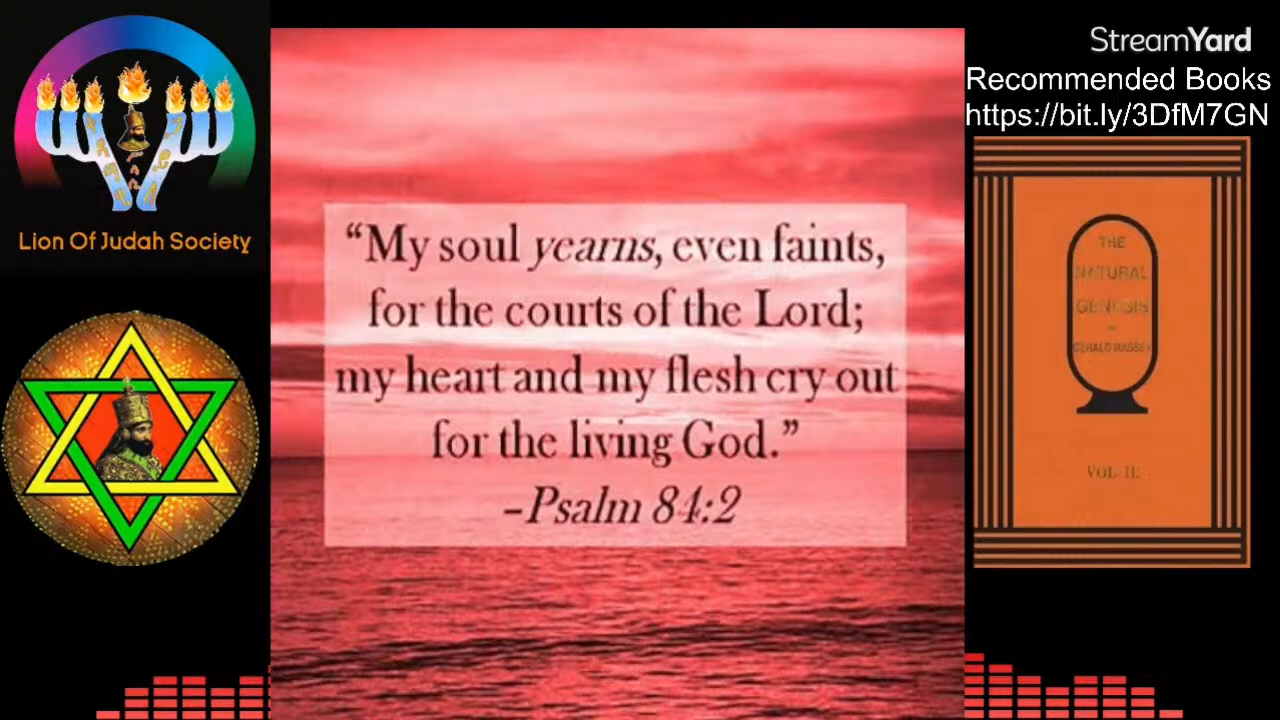 Lion Of Judah Society
“My soul yearns, even faints,
for the courts of the Lord;
my heart and my flesh cry out
for the living God.”
–Psalm 84:2
StreamYard
Recommended Books
https://bit.ly/3DfM7GN
THE
NATURAL
GENESIS
GERALD MASSEY
VOL. II.